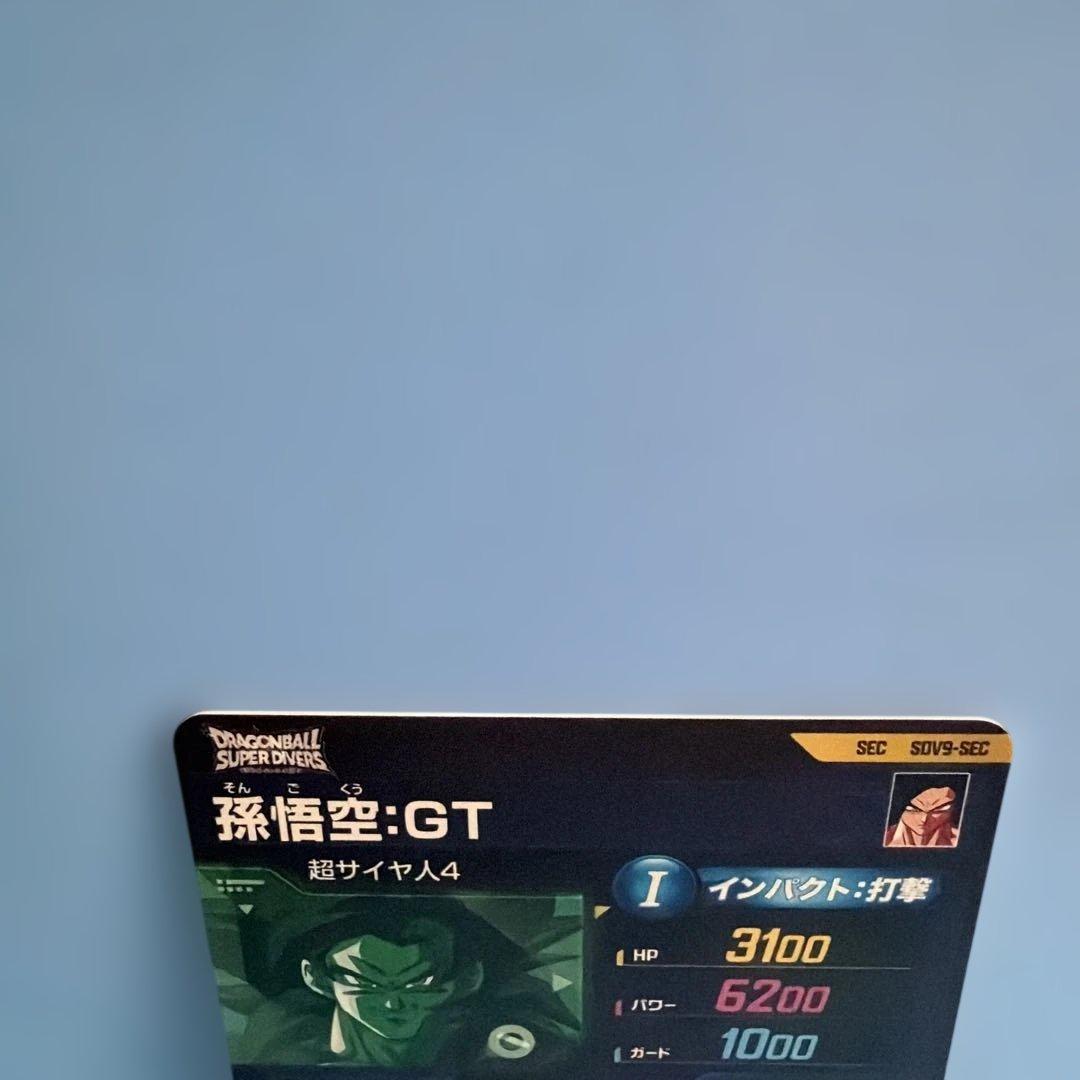 DRAGONBALL
SUPER DIVERS
SEC SDV9-SEC
そん ご くう
孫悟空:GT
超サイヤ人4
I インパクト:打撃
HP 3100
パワー 6200
ガード 1000